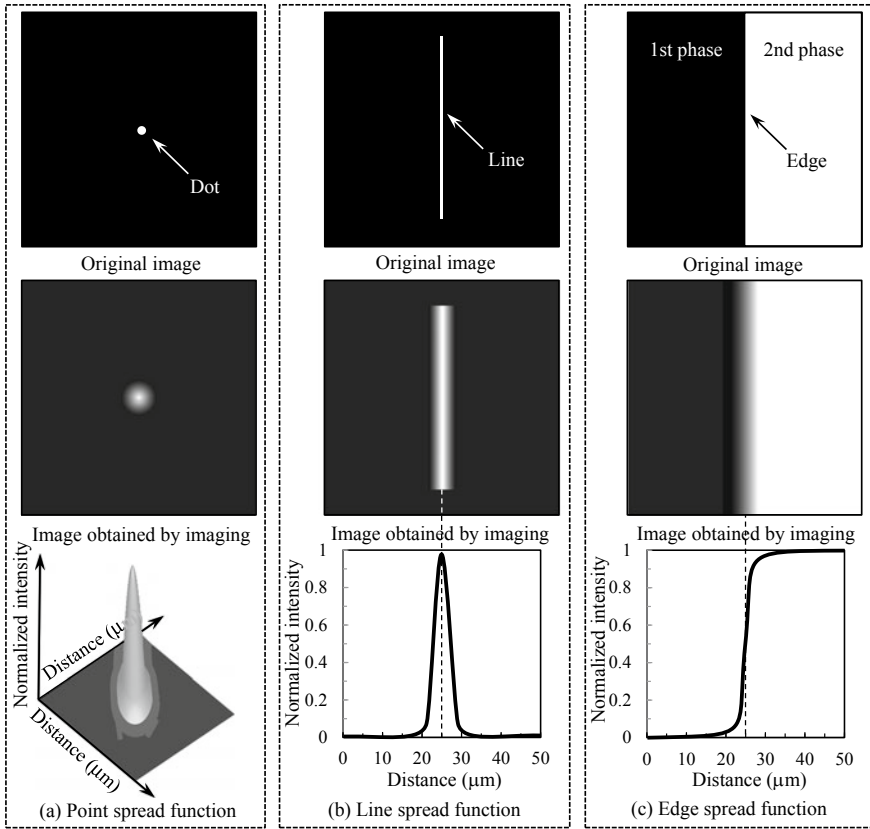 Dot
Original image
Image obtained by imaging
Normalized intensity
Distance (μm)
Distance (μm)
(a) Point spread function
Line
Original image
Image obtained by imaging
Normalized intensity
1
0.8
0.6
0.4
0.2
0
0 10 20 30 40 50
Distance (μm)
(b) Line spread function
1st phase 2nd phase
Edge
Original image
Image obtained by imaging
Normalized intensity
1
0.8
0.6
0.4
0.2
0
0 10 20 30 40 50
Distance (μm)
(c) Edge spread function